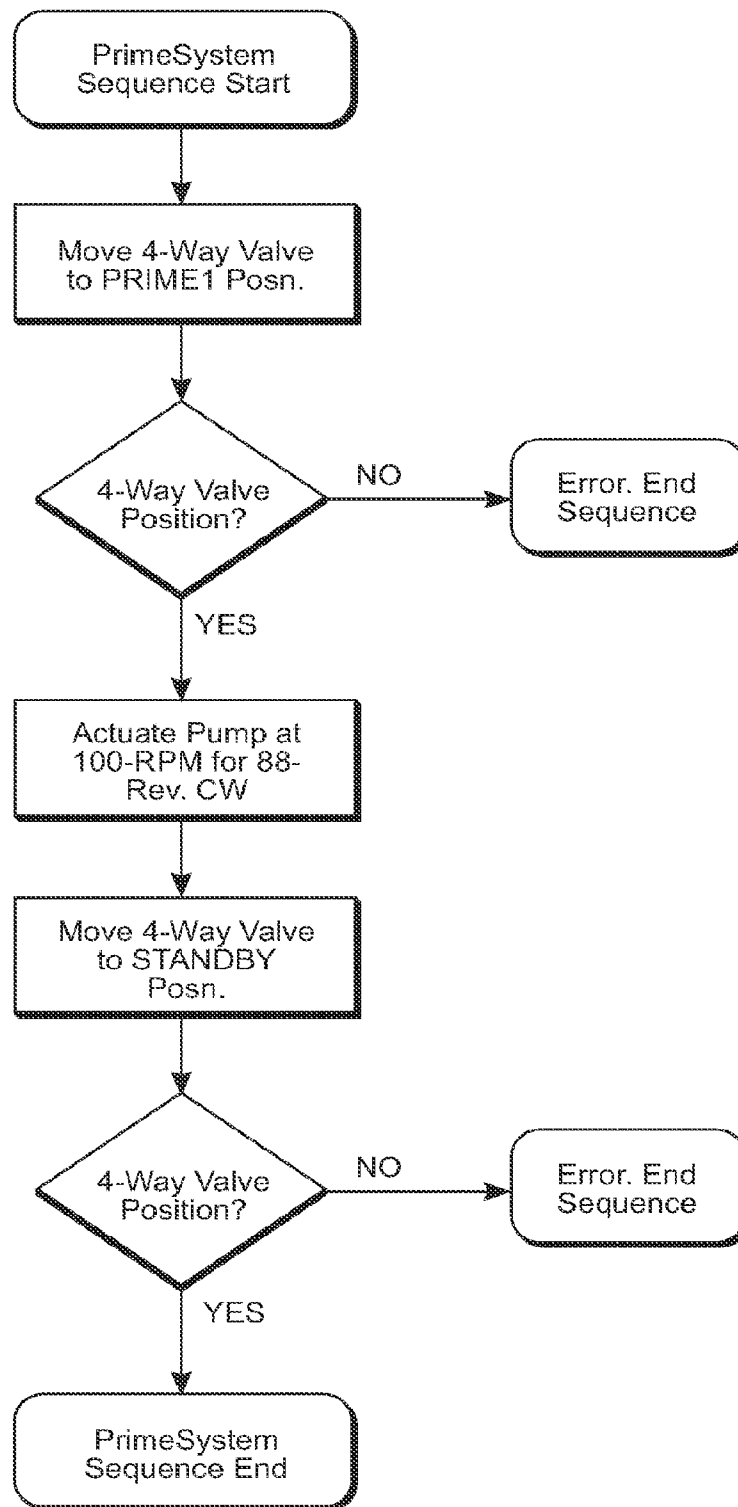 PrimeSystem
Sequence Start
Move 4-Way Valve
to PRIME1 Posn.
4-Way Valve
Position?
NO
Error. End
Sequence
YES
Actuate Pump at
100-RPM for 88-
Rev. CW
Move 4-Way Valve
to STANDBY
Posn.
4-Way Valve
Position?
NO
Error. End
Sequence
YES
PrimeSystem
Sequence End